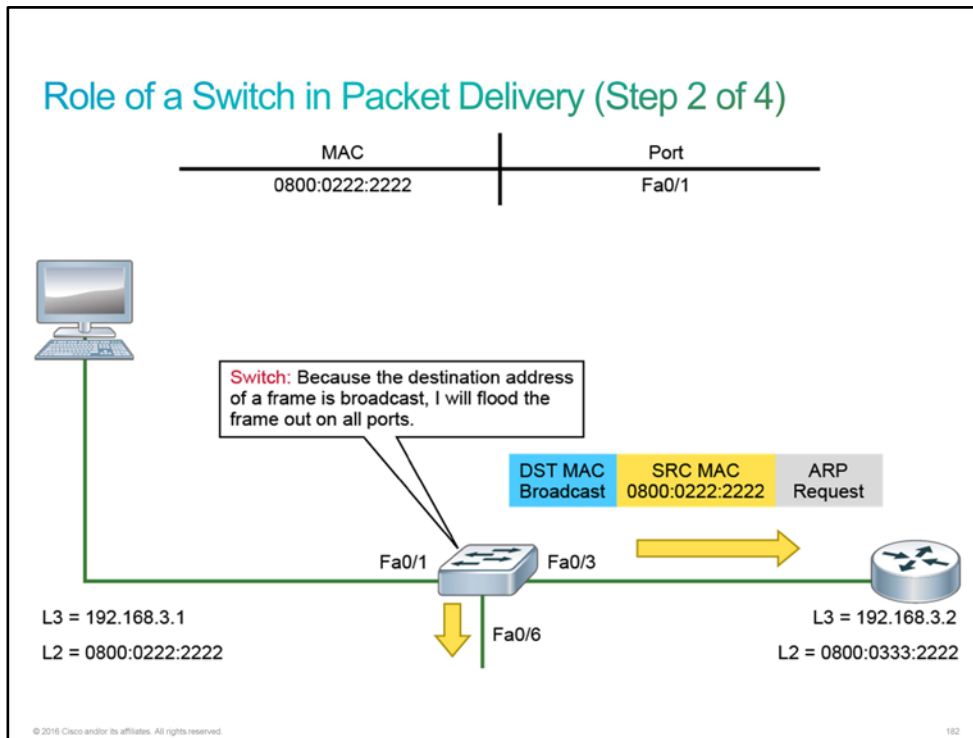 Role of a Switch in Packet Delivery (Step 2 of 4)
MAC Port
0800:0222:2222 Fa0/1
Switch: Because the destination address
of a frame is broadcast, I will flood the
frame out on all ports.
DST MAC SRC MAC ARP
Broadcast 0800:0222:2222 Request
Fa0/1 Fa0/3
Fa0/6
L3 = 192.168.3.1
L2 = 0800:0222:2222
L3 = 192.168.3.2
L2 = 0800:0333:2222
© 2016 Cisco and/or its affiliates. All rights reserved. 182